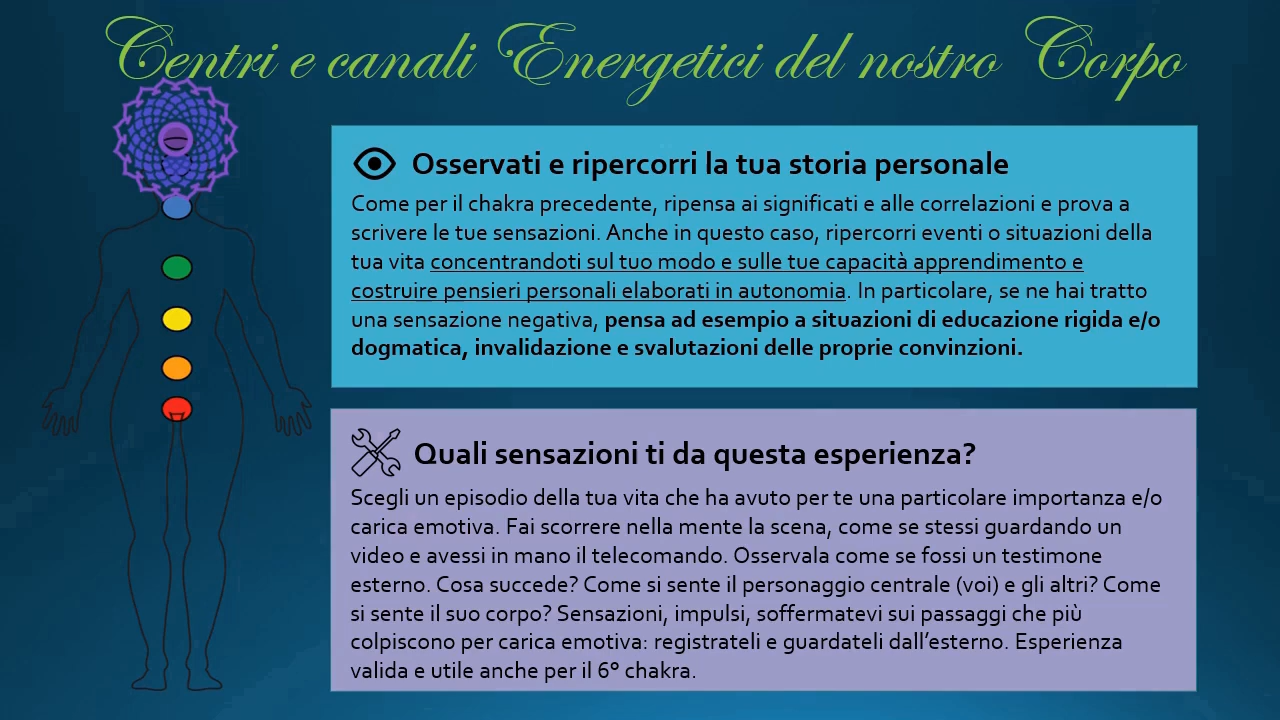 Centri e canali Energetici del nostro Corpo
Osservati e ripercorri la tua storia personale
Come per il chakra precedente, ripensa ai significati e alle correlazioni e prova a
scrivere le tue sensazioni. Anche in questo caso, ripercorri eventi o situazioni della
tua vita concentrandoti sul tuo modo e sulle tue capacità apprendimento e
costruire pensieri personali elaborati in autonomia. In particolare, se ne hai tratto
una sensazione negativa, pensa ad esempio a situazioni di educazione rigida e/o
dogmatica, invalidazione e svalutazioni delle proprie convinzioni.
Quali sensazioni ti da questa esperienza?
Scegli un episodio della tua vita che ha avuto per te una particolare importanza e/o
carica emotiva. Fai scorrere nella mente la scena, come se stessi guardando un
video e avessi in mano il telecomando. Osservala come se fossi un testimone
esterno. Cosa succede? Come si sente il personaggio centrale (voi) e gli altri? Come
si sente il suo corpo? Sensazioni, impulsi, soffermatevi sui passaggi che più
colpiscono per carica emotiva: registrateli e guardateli dall'esterno. Esperienza
valida e utile anche per il 6° chakra.